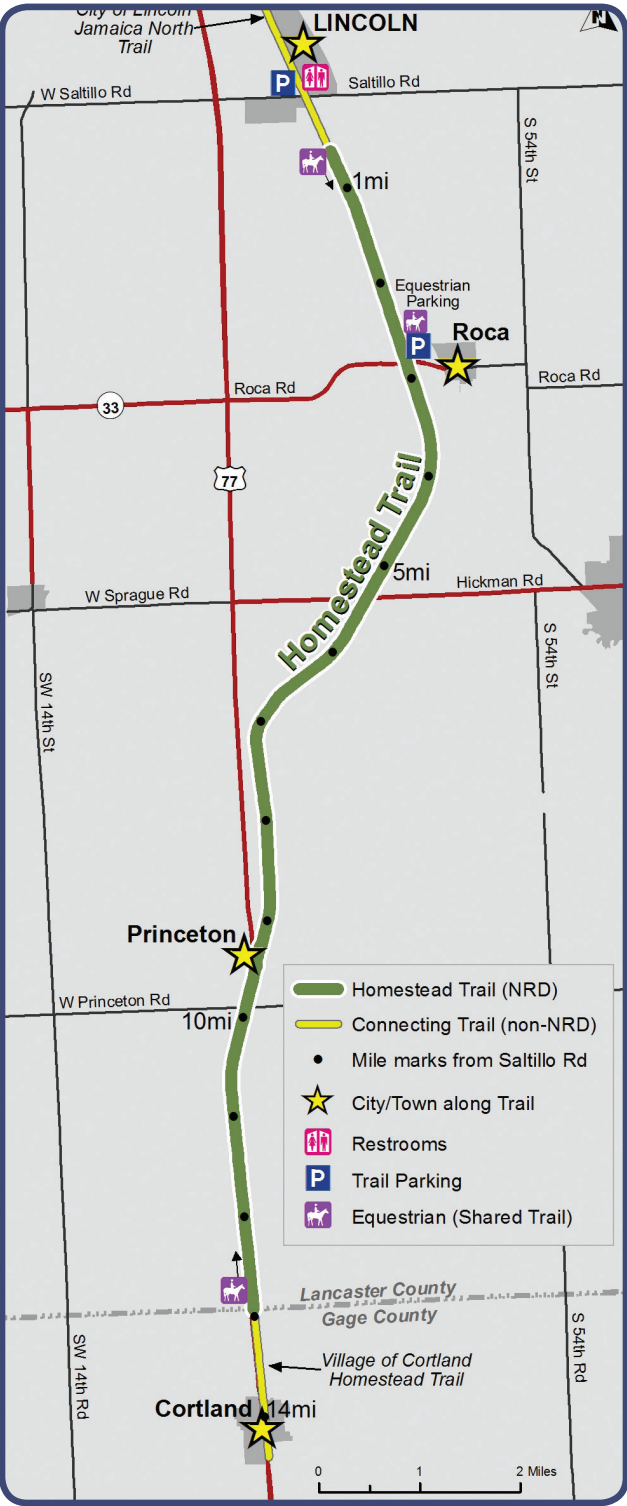 City of Lincoln
Jamaica North
Trail
LINCOLN
N
P
W Saltillo Rd
Saltillo Rd
S 54th St
1mi
Equestrian
Parking
P
Roca
Roca Rd
Roca Rd
33
77
Homestead Trail
5mi
Hickman Rd
W Sprague Rd
S 54th St
SW 14th St
Princeton
W Princeton Rd
10mi
Homestead Trail (NRD)
Connecting Trail (non-NRD)
Mile marks from Saltillo Rd
City/Town along Trail
Restrooms
P Trail Parking
Equestrian (Shared Trail)
Lancaster County
Gage County
SW 14th Rd
S 54th Rd
Village of Cortland
Homestead Trail
Cortland
14mi
0 1 2 Miles